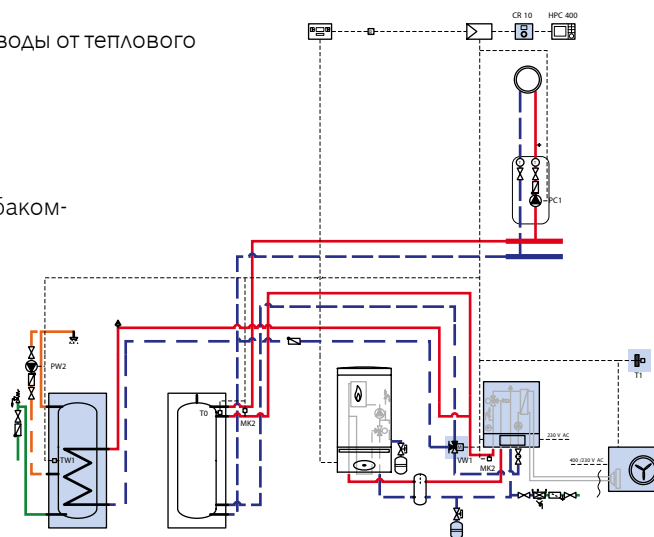 CR 10 HPC 400
воды от теплового
PC1
баком-
T1
PW2
T0
MK2
TW1
VW1
MK2
230 V AC
400 /230 V AC